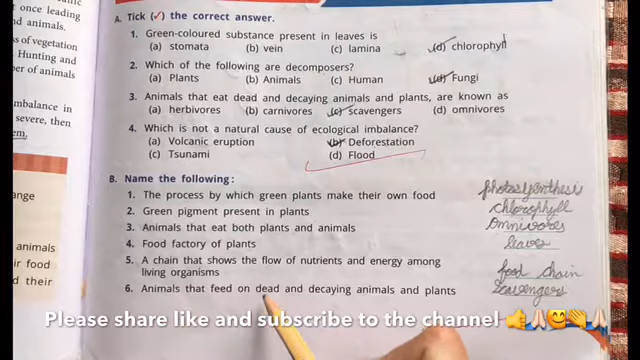 once leading
nd animals.
ss of vegetation
Hunting and
ber of animals
mbalance in
severe, then
em.
ange
animals
ir food
d their
A. Tick (✓) the correct answer.
1. Green-coloured substance present in leaves is
(a) stomata (b) vein (c) lamina (d) chlorophyll
2. Which of the following are decomposers?
(a) Plants (b) Animals (c) Human (d) Fungi
3. Animals that eat dead and decaying animals and plants, are known as
(a) herbivores (b) carnivores (c) scavengers (d) omnivores
4. Which is not a natural cause of ecological imbalance?
(a) Volcanic eruption (b) Deforestation
(c) Tsunami (d) Flood
B. Name the following:
1. The process by which green plants make their own food photosynthesis
2. Green pigment present in plants chlorophyll
3. Animals that eat both plants and animals Omnivores
4. Food factory of plants leaves
5. A chain that shows the flow of nutrients and energy among
living organisms food chain
6. Animals that feed on dead and decaying animals and plants Scavengers
Please share like and subscribe to the channel 👍🙏😊👏🙏